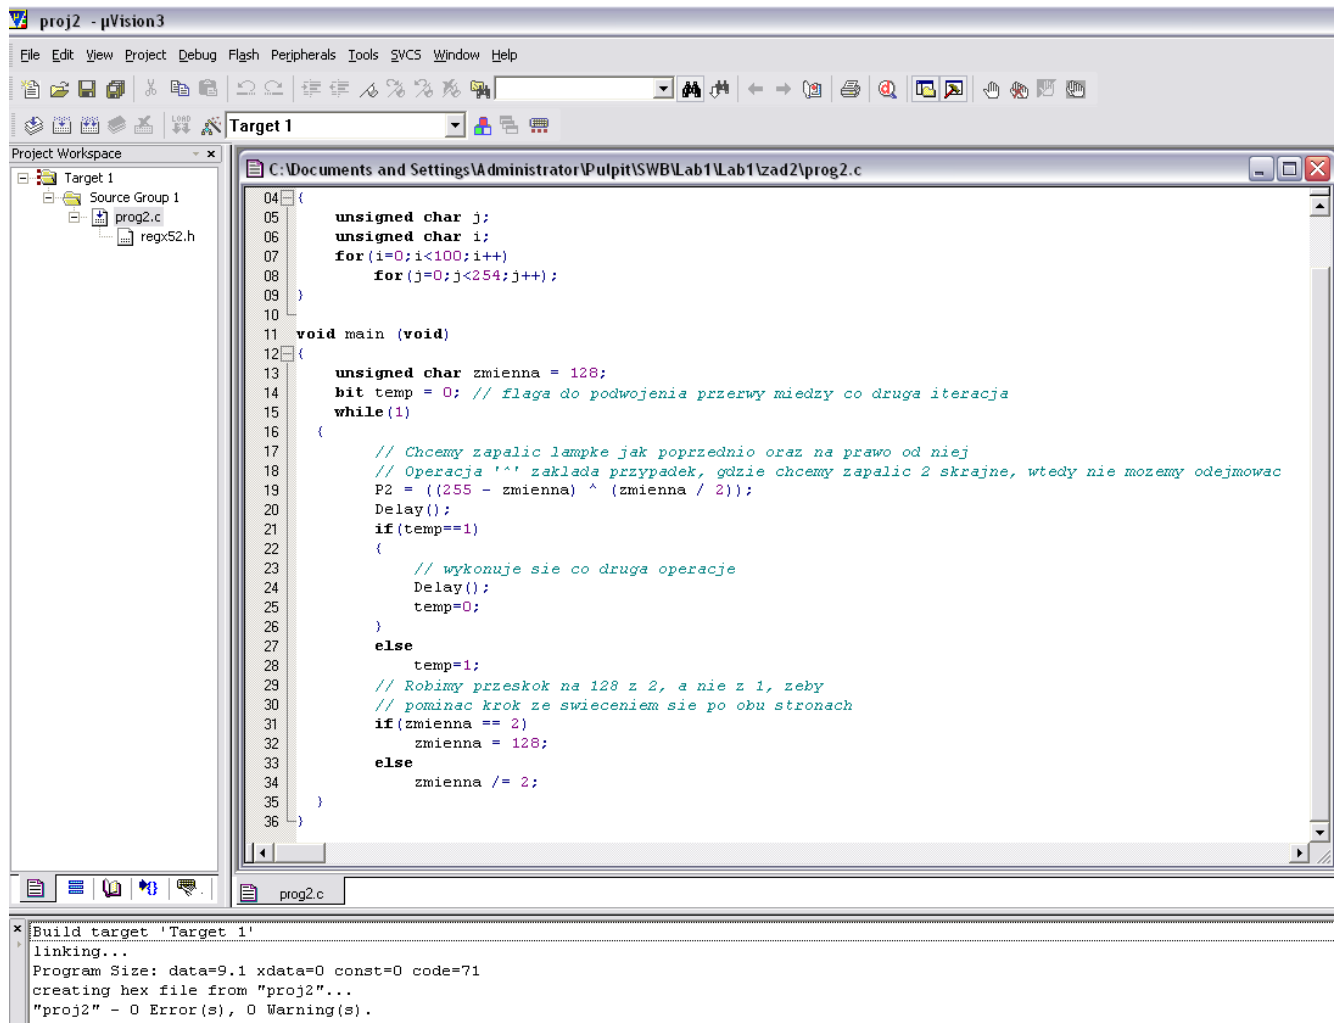 proj2 - µVision3
File Edit View Project Debug Flash Peripherals Tools SVCS Window Help
LOAD
Target 1
Project Workspace
Target 1
Source Group 1
prog2.c
regx52.h
C:\Documents and Settings\Administrator\Pulpit\SWB\Lab1\Lab1\zad2\prog2.c
04 {
05     unsigned char j;
06     unsigned char i;
07     for(i=0;i<100;i++)
08         for(j=0;j<254;j++);
09 }
10
11 void main (void)
12 {
13     unsigned char zmienna = 128;
14     bit temp = 0; // flaga do podwojenia przerwy miedzy co druga iteracja
15     while(1)
16   {
17         // Chcemy zapalic lampke jak poprzednio oraz na prawo od niej
18         // Operacja '^' zaklada przypadek, gdzie chcemy zapalic 2 skrajne, wtedy nie mozemy odejmowac
19         P2 = ((255 - zmienna) ^ (zmienna / 2));
20         Delay();
21         if(temp==1)
22         {
23             // wykonuje sie co druga operacje
24             Delay();
25             temp=0;
26         }
27         else
28             temp=1;
29         // Robimy przeskok na 128 z 2, a nie z 1, zeby
30         // pominac krok ze swieceniem sie po obu stronach
31         if(zmienna == 2)
32             zmienna = 128;
33         else
34             zmienna /= 2;
35   }
36 }
prog2.c
Build target 'Target 1'
linking...
Program Size: data=9.1 xdata=0 const=0 code=71
creating hex file from "proj2"...
"proj2" - 0 Error(s), 0 Warning(s).